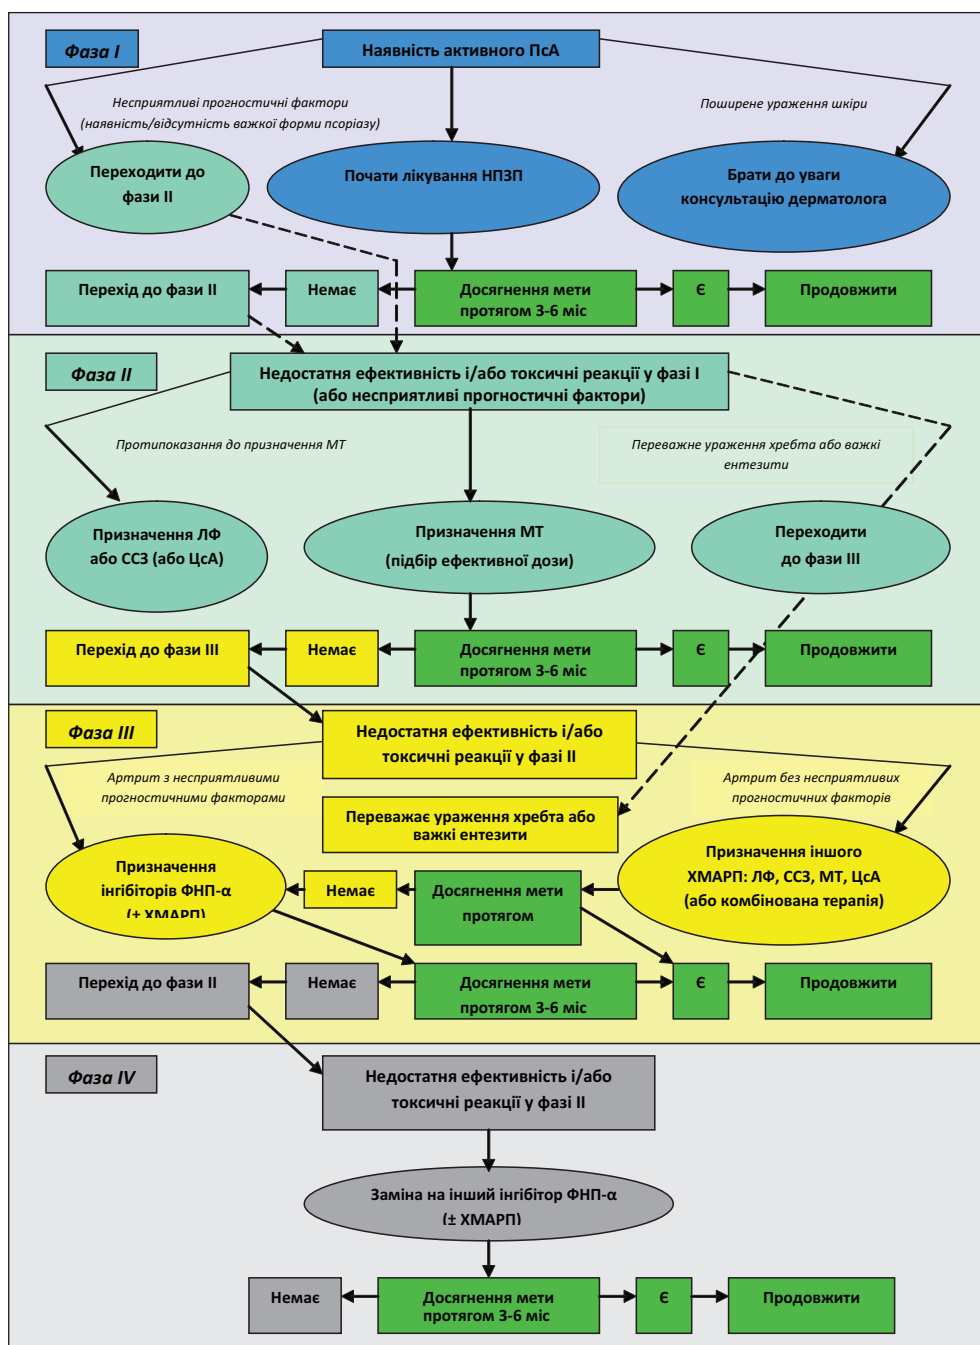 Фаза I
Наявність активного ПсА
Несприятливі прогностичні фактори
(наявність/відсутність важкої форми псоріазу)
Поширене ураження шкіри
Переходити до
фази II
Почати лікування НПЗП
Брати до уваги
консультацію дерматолога
Перехід до фази II
Немає
Досягнення мети
протягом 3-6 міс
Є
Продовжити
Фаза II
Недостатня ефективність і/або токсичні реакції у фазі I
(або несприятливі прогностичні фактори)
Протипоказання до призначення МТ
Переважне ураження хребта або важкі
ентезити
Призначення ЛФ
або ССЗ (або ЦсА)
Призначення МТ
(підбір ефективної дози)
Переходити
до фази III
Перехід до фази III
Немає
Досягнення мети
протягом 3-6 міс
Є
Продовжити
Фаза III
Недостатня ефективність і/або
токсичні реакції у фазі II
Артрит з несприятливими
прогностичними факторами
Артрит без несприятливих
прогностичних факторів
Переважає ураження хребта або
важкі ентезити
Призначення
інгібіторів ФНП-α
(± ХМАРП)
Немає
Досягнення мети
протягом
Призначення іншого
ХМАРП: ЛФ, ССЗ, МТ, ЦсА
(або комбінована терапія)
Перехід до фази II
Немає
Досягнення мети
протягом 3-6 міс
Є
Продовжити
Фаза IV
Недостатня ефективність і/або
токсичні реакції у фазі II
Заміна на інший інгібітор ФНП-α
(± ХМАРП)
Немає
Досягнення мети
протягом 3-6 міс
Є
Продовжити